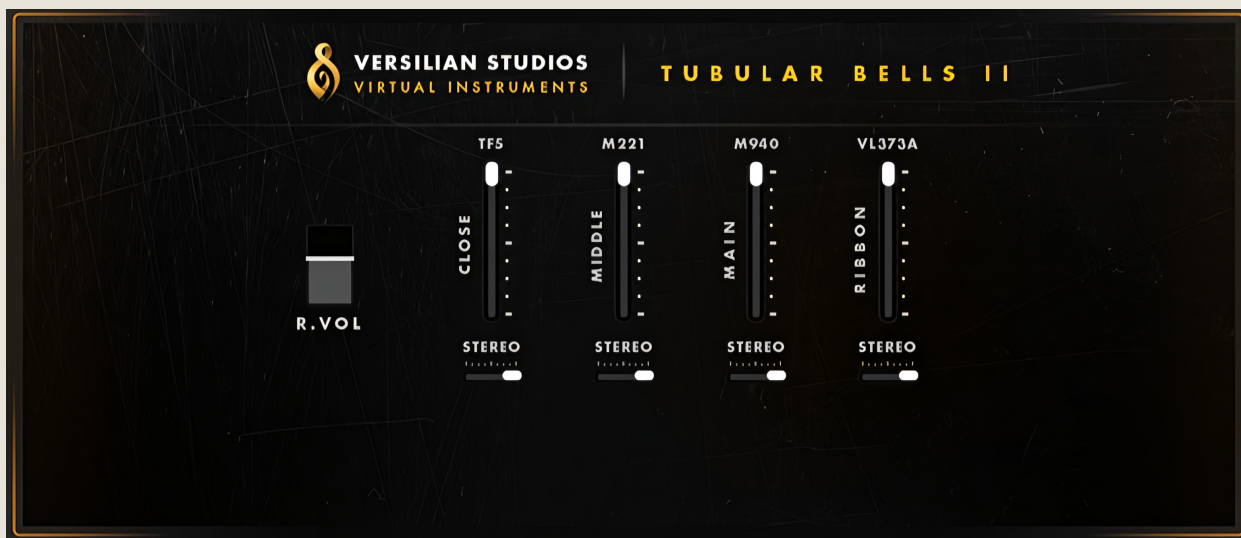 VERSILIAN STUDIOS
VIRTUAL INSTRUMENTS
TUBULAR BELLS II
TF5
M221
M940
VL373A
CLOSE
MIDDLE
MAIN
RIBBON
R.VOL
STEREO
STEREO
STEREO
STEREO